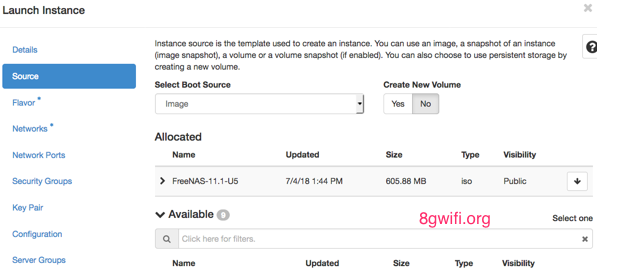 Launch Instance
Details
Source
Flavor *
Networks *
Network Ports
Security Groups
Key Pair
Configuration
Server Groups
Instance source is the template used to create an instance. You can use an image, a snapshot of an instance
(image snapshot), a volume or a volume snapshot (if enabled). You can also choose to use persistent storage by
creating a new volume.
Select Boot Source
Create New Volume
Image
Yes No
Allocated
Name Updated Size Type Visibility
FreeNAS-11.1-U5 7/4/18 1:44 PM 605.88 MB iso Public
Available 9
8gwifi.org
Select one
Click here for filters.
Name Updated Size Type Visibility